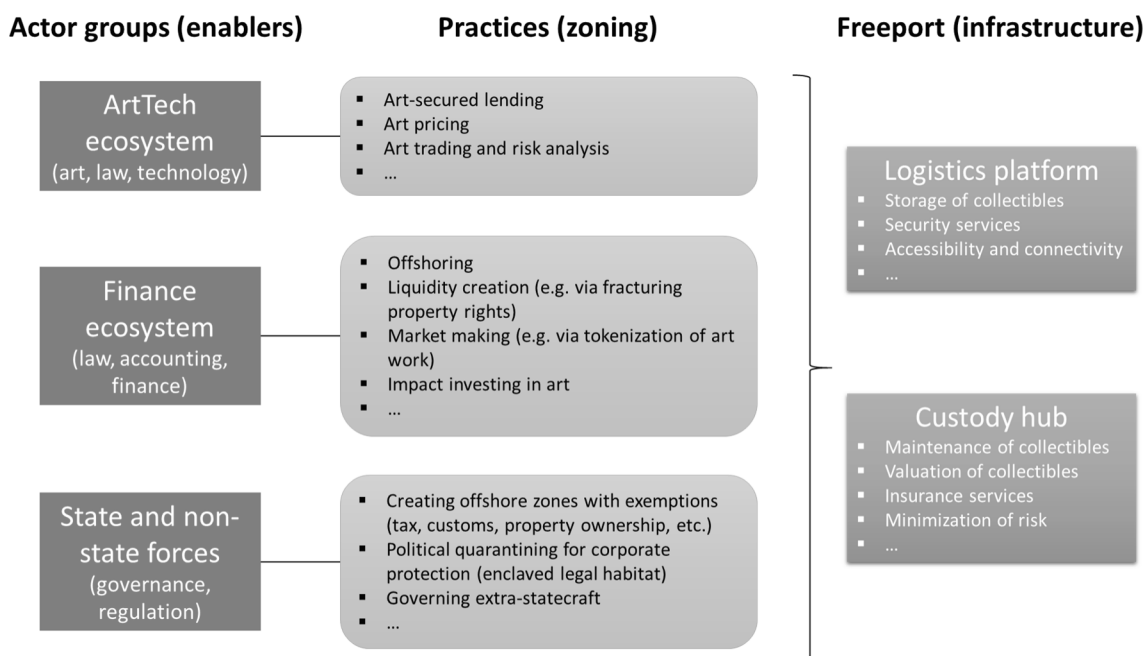 Actor groups (enablers)
Practices (zoning)
Freeport (infrastructure)
ArtTech
ecosystem
(art, law, technology)
▪ Art-secured lending
▪ Art pricing
▪ Art trading and risk analysis
▪ ...
Finance
ecosystem
(law, accounting,
finance)
▪ Offshoring
▪ Liquidity creation (e.g. via fracturing
property rights)
▪ Market making (e.g. via tokenization of art
work)
▪ Impact investing in art
▪ ...
State and non-
state forces
(governance,
regulation)
▪ Creating offshore zones with exemptions
(tax, customs, property ownership, etc.)
▪ Political quarantining for corporate
protection (enclaved legal habitat)
▪ Governing extra-statecraft
▪ ...
Logistics platform
▪ Storage of collectibles
▪ Security services
▪ Accessibility and connectivity
▪ ...
Custody hub
▪ Maintenance of collectibles
▪ Valuation of collectibles
▪ Insurance services
▪ Minimization of risk
▪ ...